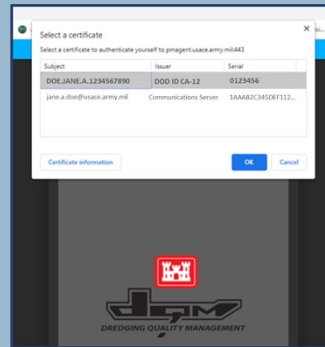 Select a certificate
Select a certificate to authenticate yourself to pmagent.usace.army.mil:443
Subject Issuer Serial
DOE.JANE.A.1234567890 DOD ID CA-12 0123456
jane.a.doe@usace.army.mil Communications Server 1AAAB2C345DEF112...
Certificate information OK Cancel
dqm
DREDGING QUALITY MANAGEMENT